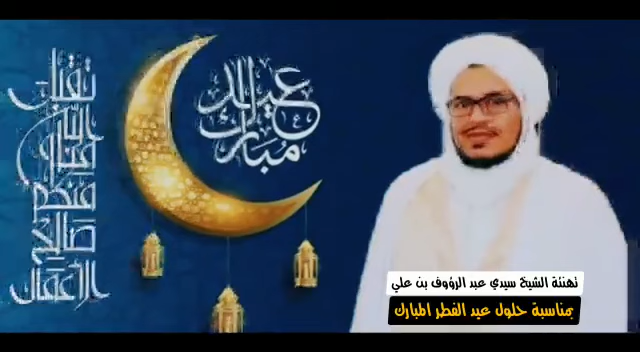 تقبل
الله
منا و
منكم
صالح
الأعمال
عيد
مبارك
تهنئة الشيخ سيدي عبد الرؤوف بن علي
بمناسبة حلول عيد الفطر المبارك